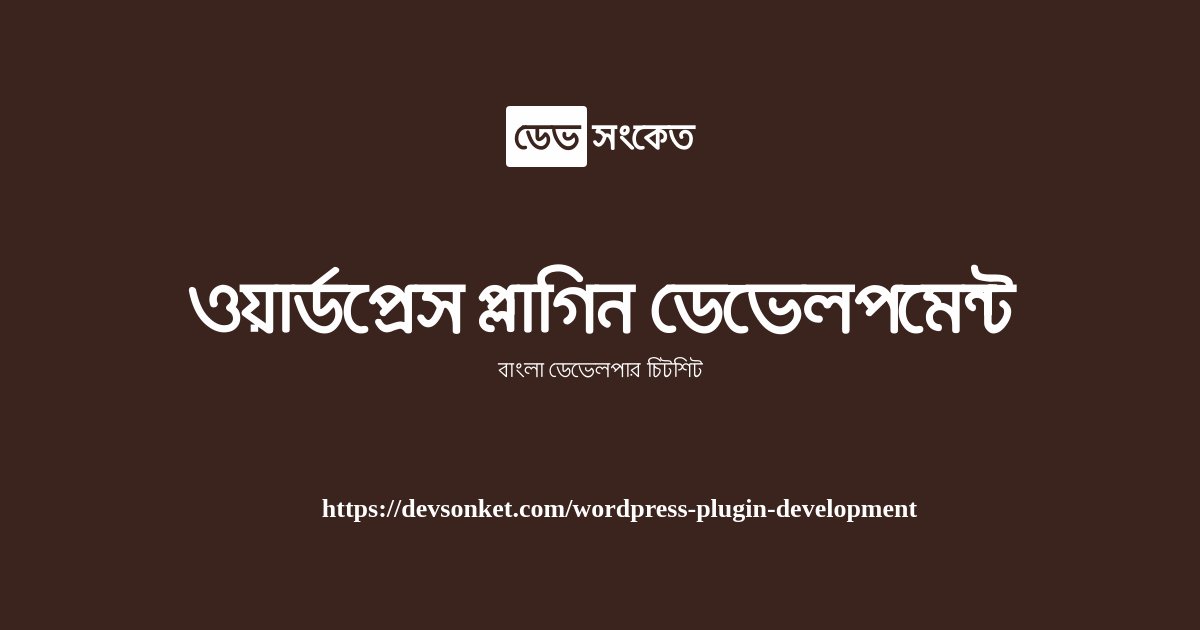 ডেভ সংকেত
ওয়ার্ডপ্রেস প্লাগিন ডেভেলপমেন্ট
বাংলা ডেভেলপার চিটশিট
https://devsonket.com/wordpress-plugin-development